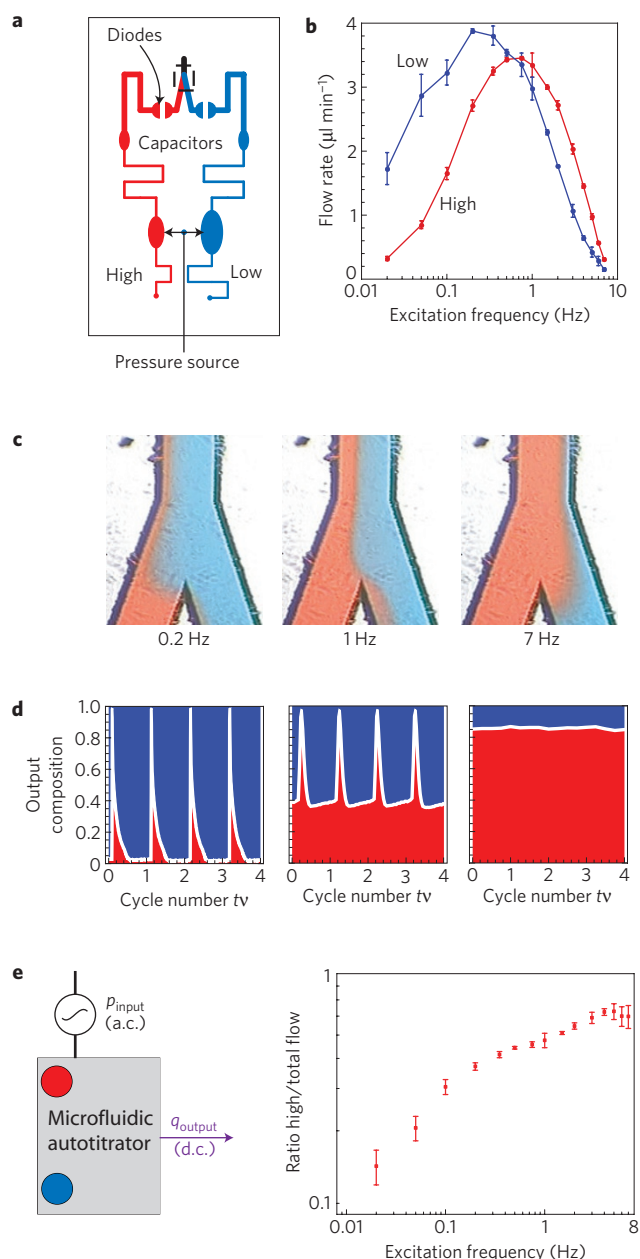 a
Diodes
Capacitors
High
Low
Pressure source
b
Flow rate (µl min⁻¹)
4
3
2
1
0
Low
High
0.01
0.1
1
10
Excitation frequency (Hz)
c
0.2 Hz
1 Hz
7 Hz
d
Output composition
1.0
0.8
0.6
0.4
0.2
0
0 1 2 3 4
Cycle number tν
0 1 2 3 4
Cycle number tν
0 1 2 3 4
Cycle number tν
e
p input
(a.c.)
Microfluidic
autotitrator
q output
(d.c.)
Ratio high/total flow
1
0.1
0.01
0.1
1
8
Excitation frequency (Hz)